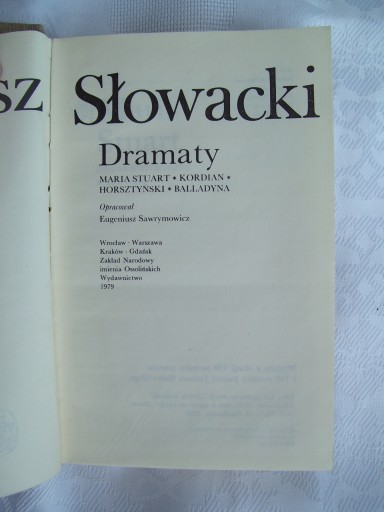 sz Słowacki
Dramaty
MARIA STUART • KORDIAN •
HORSZTYNSKI • BALLADYNA
Opracował
Eugeniusz Sawrymowicz
Wrocław · Warszawa
Kraków · Gdańsk
Zakład Narodowy
imienia Ossolińskich
Wydawnictwo
1979